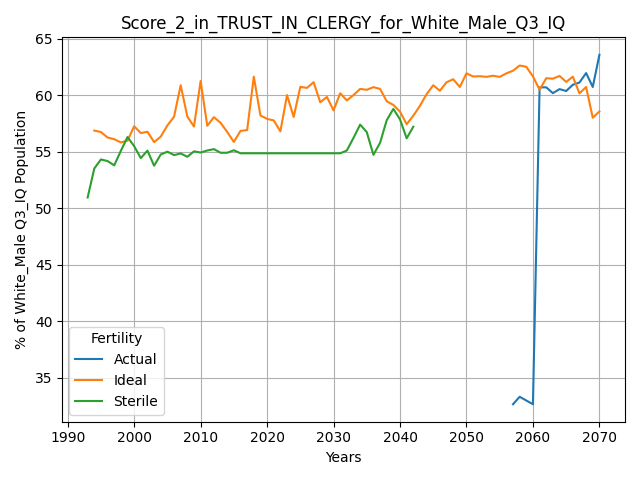 Score_2_in_TRUST_IN_CLERGY_for_White_Male_Q3_IQ
% of White_Male Q3_IQ Population
65
60
55
50
45
40
35
Fertility
Actual
Ideal
Sterile
1990 2000 2010 2020 2030 2040 2050 2060 2070
Years